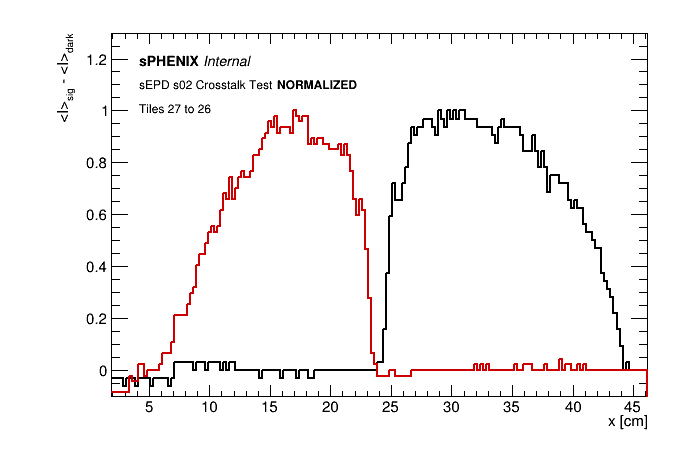 <I>sig - <I>dark
sPHENIX Internal
sEPD s02 Crosstalk Test NORMALIZED
Tiles 27 to 26
1.2
1
0.8
0.6
0.4
0.2
0
5 10 15 20 25 30 35 40 45
x [cm]